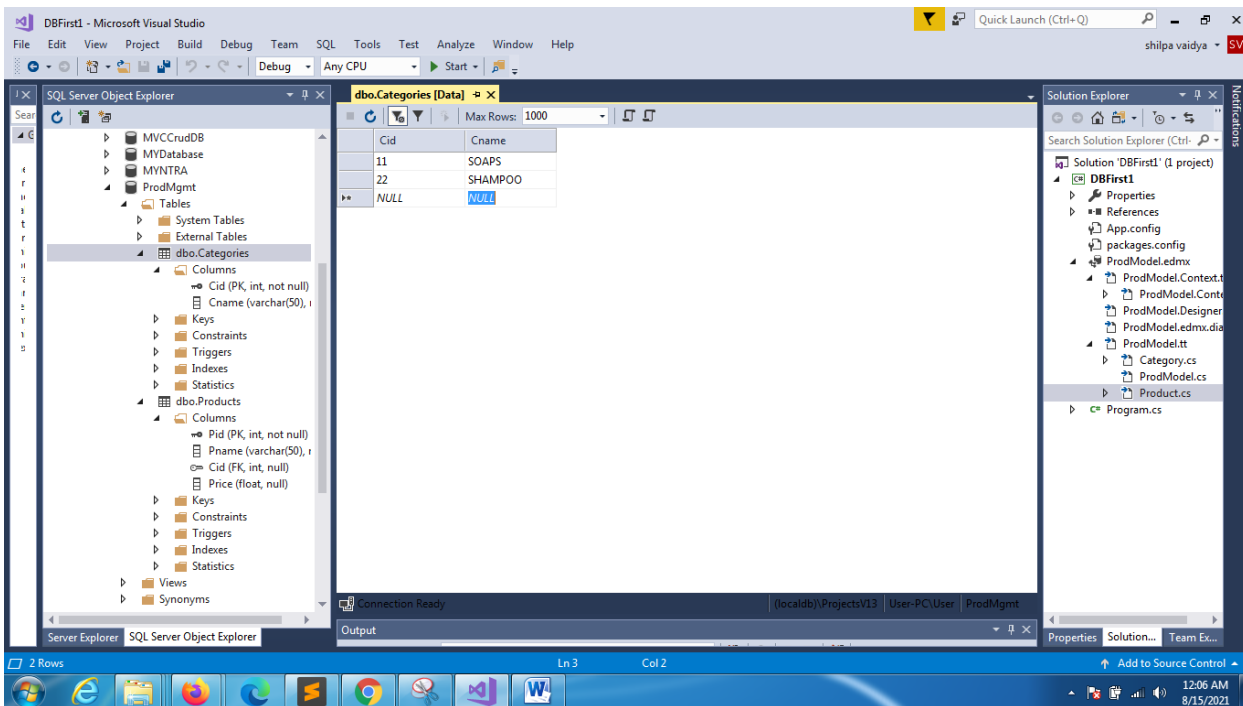 DBFirst1 - Microsoft Visual Studio
Quick Launch (Ctrl+Q)
File Edit View Project Build Debug Team SQL Tools Test Analyze Window Help
shilpa vaidya SV
Debug Any CPU Start
SQL Server Object Explorer
Sear
MVCCrudDB
MYDatabase
MYNTRA
ProdMgmt
Tables
System Tables
External Tables
dbo.Categories
Columns
Cid (PK, int, not null)
Cname (varchar(50),
Keys
Constraints
Triggers
Indexes
Statistics
dbo.Products
Columns
Pid (PK, int, not null)
Pname (varchar(50),
Cid (FK, int, null)
Price (float, null)
Keys
Constraints
Triggers
Indexes
Statistics
Views
Synonyms
Server Explorer SQL Server Object Explorer
dbo.Categories [Data]
Max Rows: 1000
Cid Cname
11 SOAPS
22 SHAMPOO
NULL NULL
Connection Ready (localdb)\ProjectsV13 User-PC\User ProdMgmt
Output
Solution Explorer
Notifications
Search Solution Explorer (Ctrl-
Solution 'DBFirst1' (1 project)
C# DBFirst1
Properties
References
App.config
packages.config
ProdModel.edmx
ProdModel.Context.t
ProdModel.Conte
ProdModel.Designer
ProdModel.edmx.dia
ProdModel.tt
Category.cs
ProdModel.cs
Product.cs
C# Program.cs
Properties Solution... Team Ex...
2 Rows Ln 3 Col 2 Add to Source Control
12:06 AM
8/15/2021